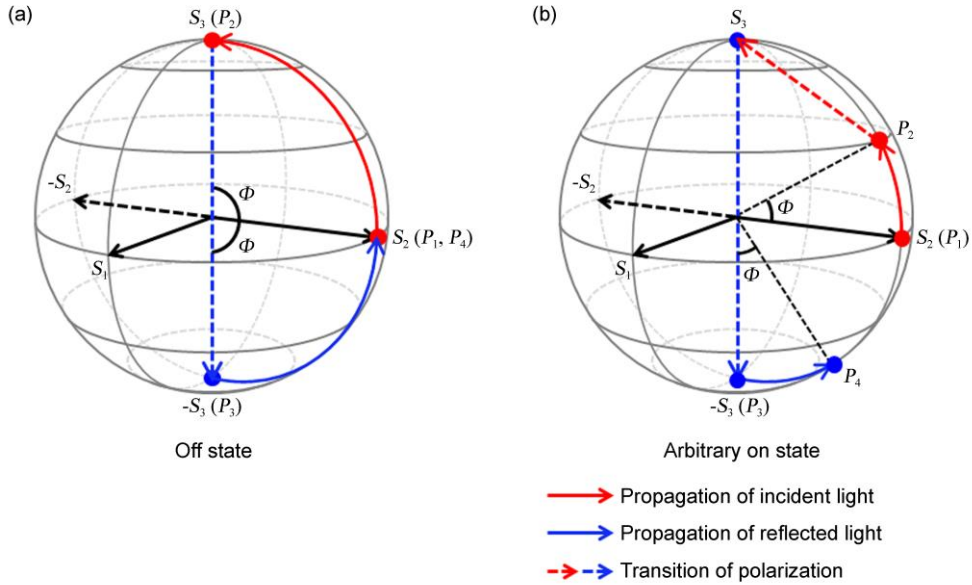 (a)
S3 (P2)
-S2
Φ
Φ
S2 (P1, P4)
S1
-S3 (P3)
Off state
(b)
S3
P2
-S2
Φ
S2 (P1)
S1
Φ
P4
-S3 (P3)
Arbitrary on state
Propagation of incident light
Propagation of reflected light
Transition of polarization